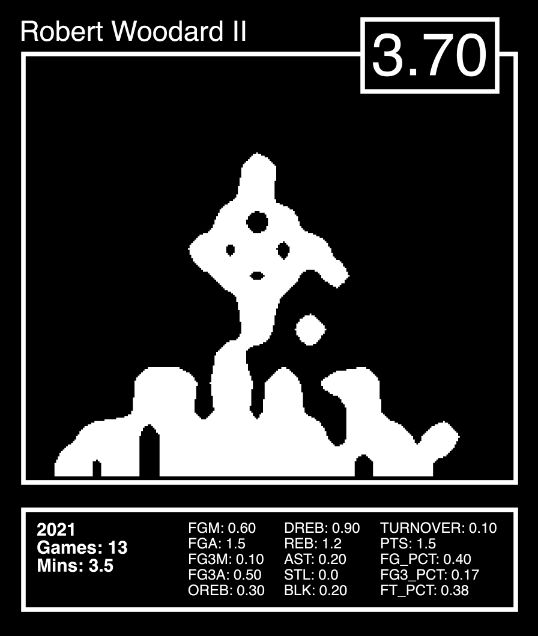 Robert Woodard II
3.70
2021
Games: 13
Mins: 3.5
FGM: 0.60
FGA: 1.5
FG3M: 0.10
FG3A: 0.50
OREB: 0.30
DREB: 0.90
REB: 1.2
AST: 0.20
STL: 0.0
BLK: 0.20
TURNOVER: 0.10
PTS: 1.5
FG_PCT: 0.40
FG3_PCT: 0.17
FT_PCT: 0.38